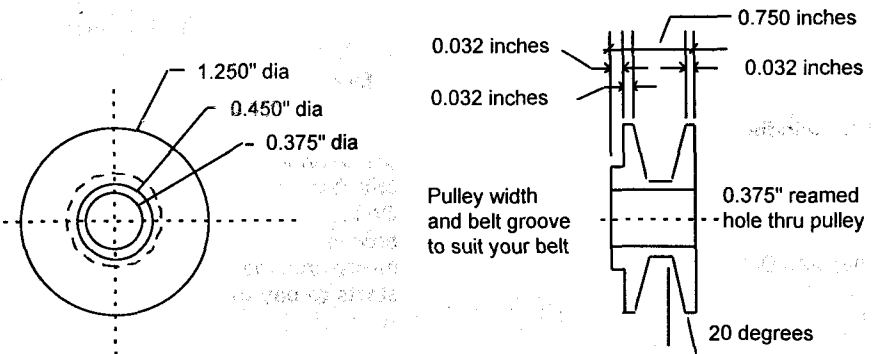 1.250" dia
0.450" dia
0.375" dia
0.750 inches
0.032 inches
0.032 inches
0.032 inches
Pulley width
and belt groove
to suit your belt
0.375" reamed
hole thru pulley
20 degrees